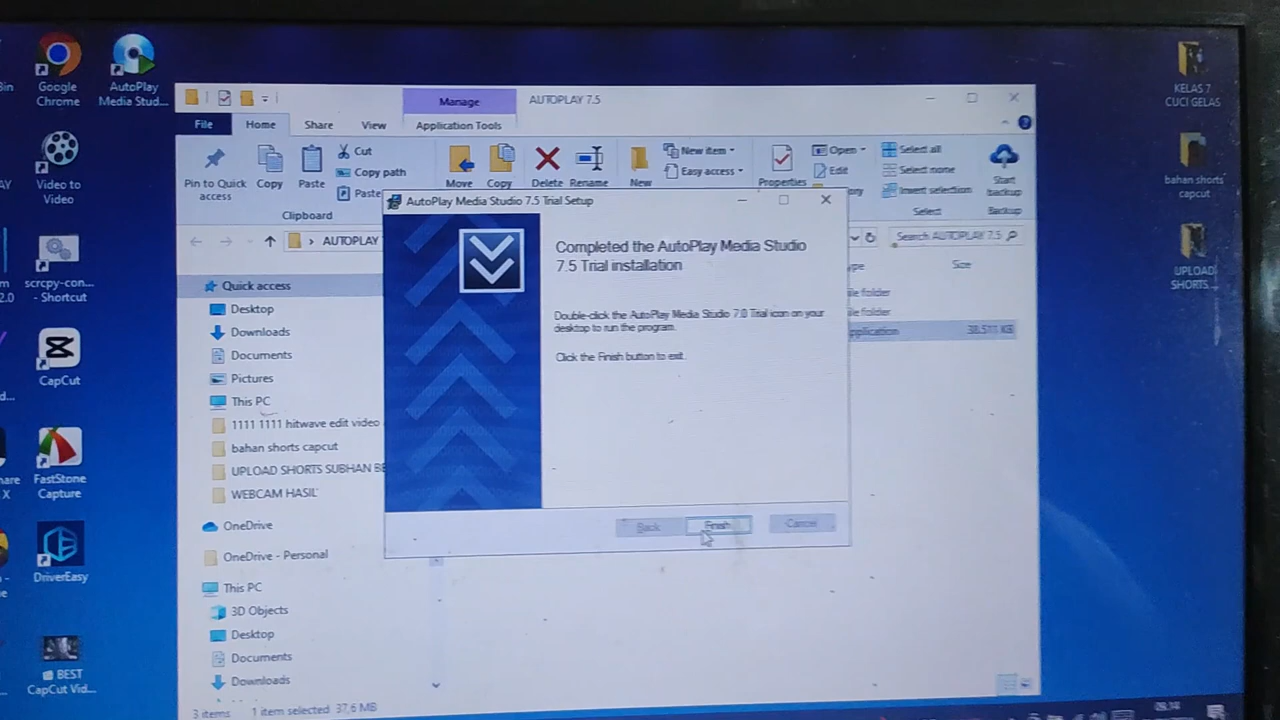 Google
Chrome
AutoPlay
Media Stud...
Video to
Video
scrcpy-con...
- Shortcut
CapCut
FastStone
Capture
DriverEasy
BEST
CapCut Vid...
Manage
AUTOPLAY 7.5
File
Home
Share
View
Application Tools
Pin to Quick
access
Copy
Paste
Cut
Copy path
Paste
Clipboard
Move
Copy
Delete
Rename
New
New item
Easy access
Properties
Open
Edit
Select all
Select none
Insert selection
Select
Start
backup
Backup
AUTOPLAY
Search AUTOPLAY 7.5
Size
38.511 KB
Quick access
Desktop
Downloads
Documents
Pictures
This PC
1111 1111 hitwave edit video
bahan shorts capcut
UPLOAD SHORTS SUBHAN BE
WEBCAM HASIL
OneDrive
OneDrive - Personal
This PC
3D Objects
Desktop
Documents
Downloads
3 items
1 item selected 37,6 MB
AutoPlay Media Studio 7.5 Trial Setup
Completed the AutoPlay Media Studio
7.5 Trial installation
Double-click the AutoPlay Media Studio 7.0 Trial icon on your
desktop to run the program.
Click the Finish button to exit.
Back
Finish
Cancel
KELAS 7
CUCI GELAS
bahan shorts
capcut
UPLOAD
SHORTS...